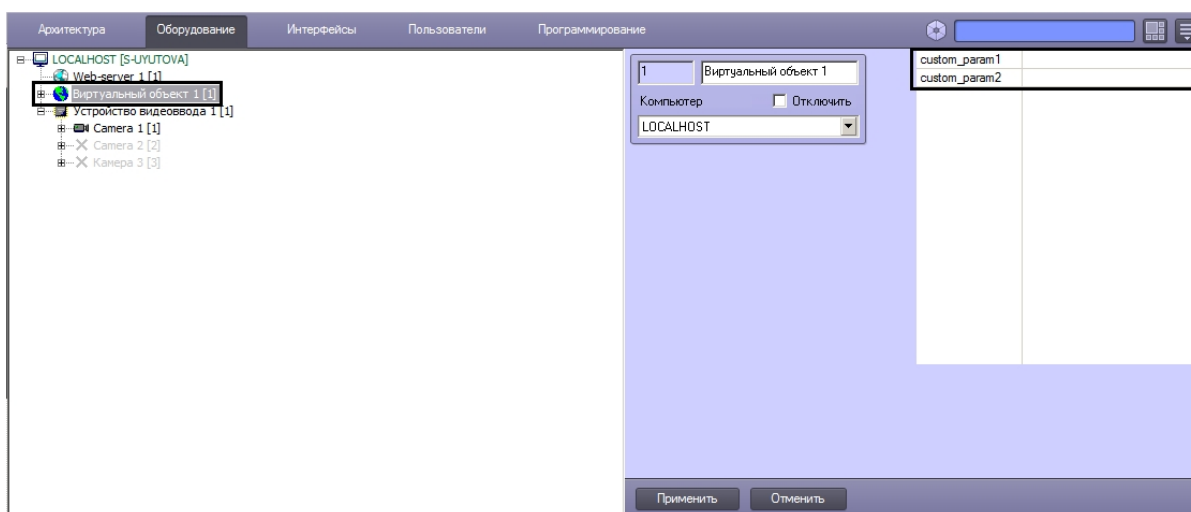 Архитектура Оборудование Интерфейсы Пользователи Программирование
LOCALHOST [S-UYUTOVA]
Web-server 1 [1]
Виртуальный объект 1 [1]
Устройство видеоввода 1 [1]
Camera 1 [1]
Camera 2 [2]
Камера 3 [3]
1 Виртуальный объект 1
Компьютер Отключить
LOCALHOST
custom_param1
custom_param2
Применить Отменить